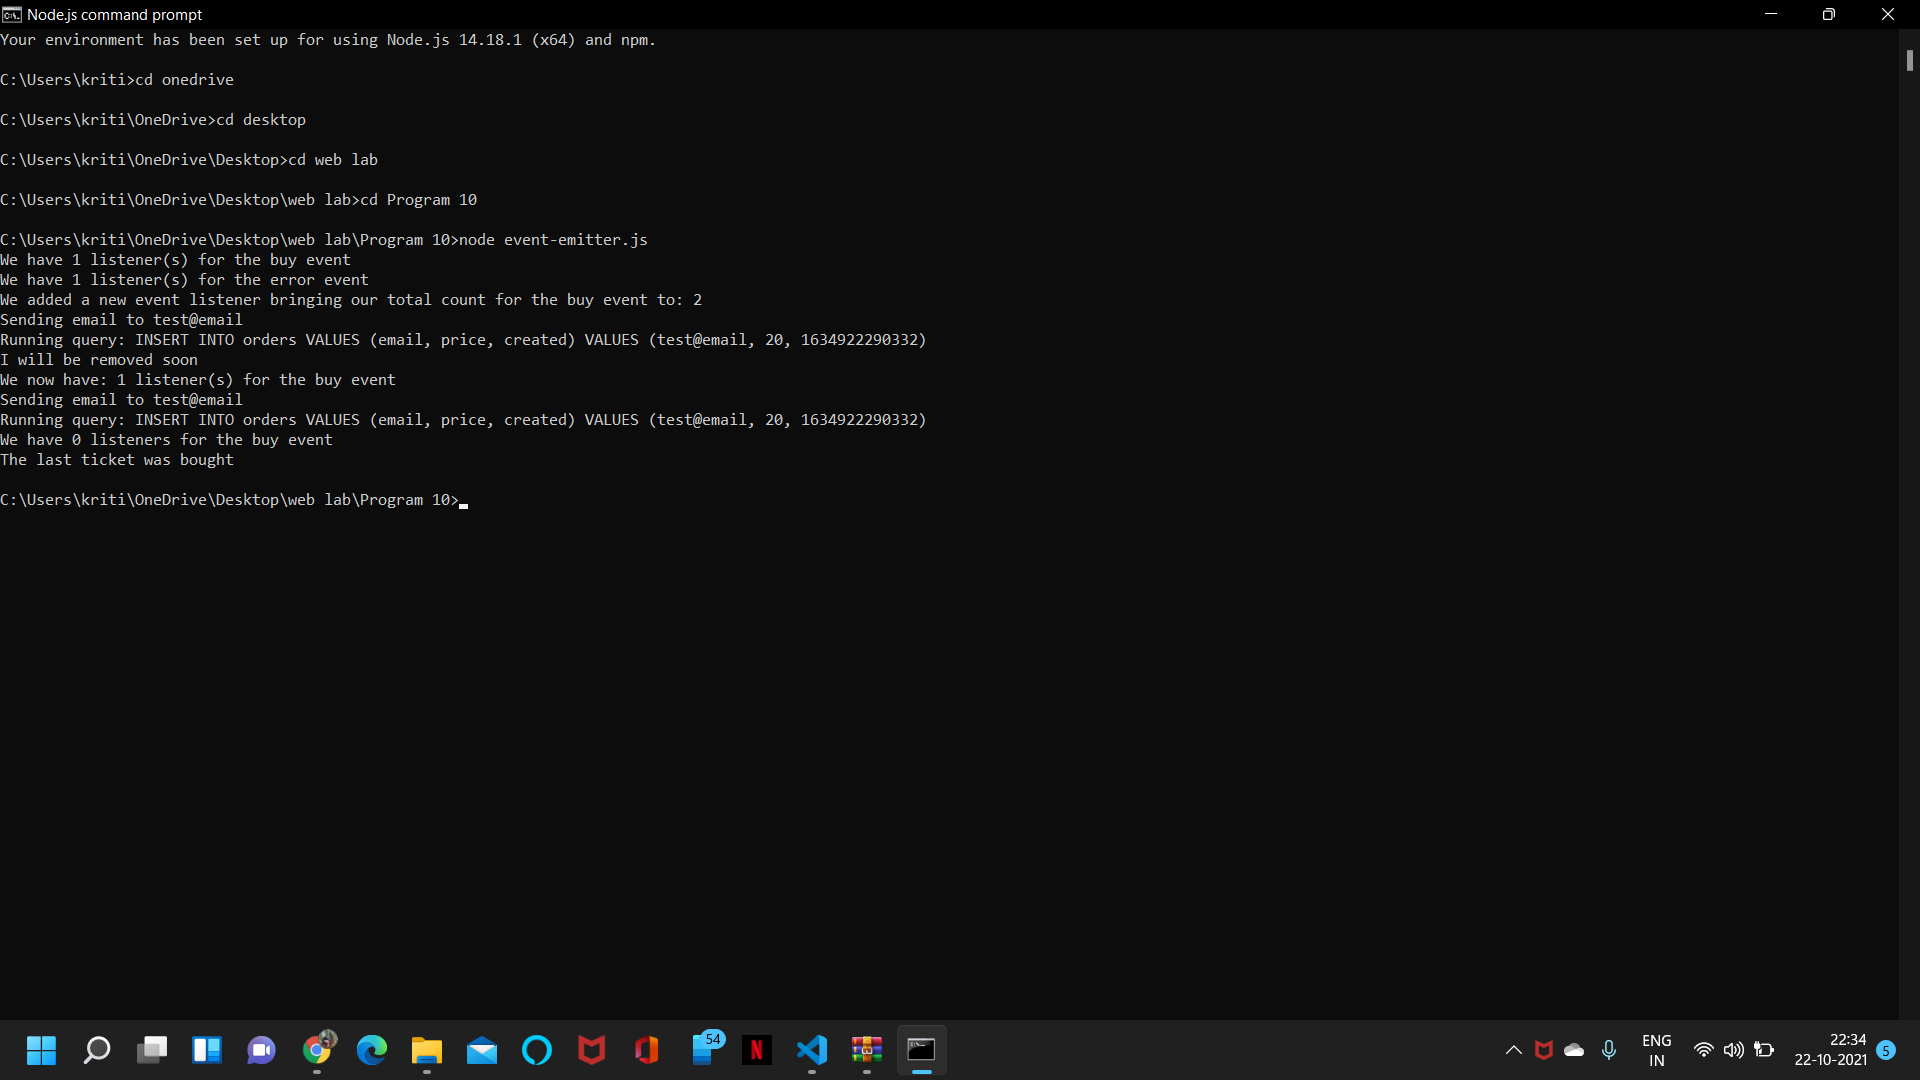 Node.js command prompt
Your environment has been set up for using Node.js 14.18.1 (x64) and npm.
C:\Users\kriti>cd onedrive
C:\Users\kriti\OneDrive>cd desktop
C:\Users\kriti\OneDrive\Desktop>cd web lab
C:\Users\kriti\OneDrive\Desktop\web lab>cd Program 10
C:\Users\kriti\OneDrive\Desktop\web lab\Program 10>node event-emitter.js
We have 1 listener(s) for the buy event
We have 1 listener(s) for the error event
We added a new event listener bringing our total count for the buy event to: 2
Sending email to test@email
Running query: INSERT INTO orders VALUES (email, price, created) VALUES (test@email, 20, 1634922290332)
I will be removed soon
We now have: 1 listener(s) for the buy event
Sending email to test@email
Running query: INSERT INTO orders VALUES (email, price, created) VALUES (test@email, 20, 1634922290332)
We have 0 listeners for the buy event
The last ticket was bought
C:\Users\kriti\OneDrive\Desktop\web lab\Program 10>
54
N
ENG
IN
22:34
22-10-2021
5